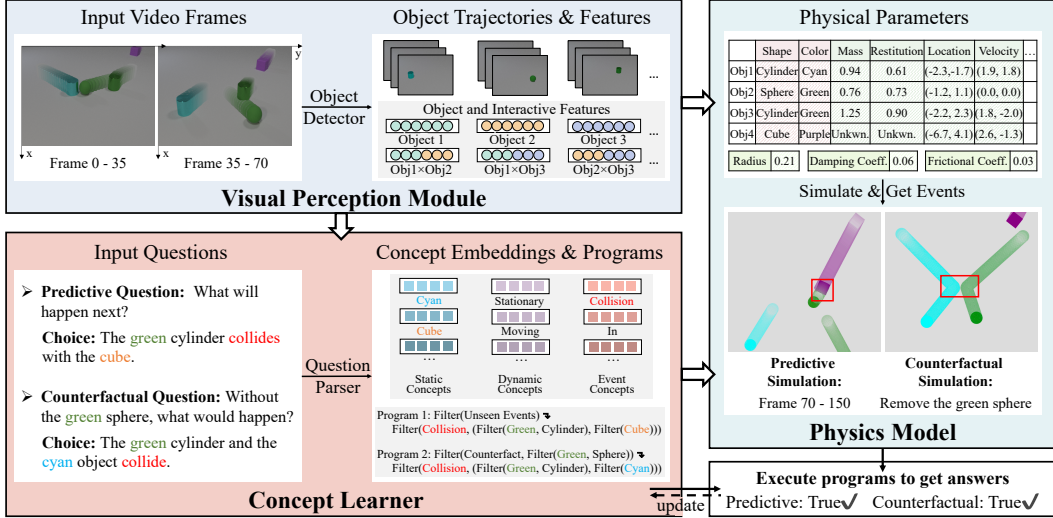 Input Video Frames
y
x
x
Frame 0 - 35
Frame 35 - 70
Object
Detector
Object Trajectories & Features
...
Object and Interactive Features
Object 1
Object 2
Object 3
...
Obj1×Obj2
Obj1×Obj3
Obj2×Obj3
...
Visual Perception Module
Input Questions
➢ Predictive Question: What will
happen next?
Choice: The green cylinder collides
with the cube.
➢ Counterfactual Question: Without
the green sphere, what would happen?
Choice: The green cylinder and the
cyan object collide.
Question
Parser
Concept Embeddings & Programs
Cyan
Stationary
Collision
Cube
Moving
In
...
...
...
Static
Concepts
Dynamic
Concepts
Event
Concepts
Program 1: Filter(Unseen Events)
Filter(Collision, (Filter(Green, Cylinder), Filter(Cube)))
Program 2: Filter(Counterfact, Filter(Green, Sphere))
Filter(Collision, (Filter(Green, Cylinder), Filter(Cyan)))
Concept Learner
Physical Parameters
Shape Color Mass Restitution Location Velocity ...
Obj1 Cylinder Cyan 0.94 0.61 (-2.3,-1.7) (1.9, 1.8)
Obj2 Sphere Green 0.76 0.73 (-1.2, 1.1) (0.0, 0.0)
Obj3 Cylinder Green 1.25 0.90 (-2.2, 2.3) (1.8, -2.0)
Obj4 Cube Purple Unkwn. Unkwn. (-6.7, 4.1) (2.6, -1.3)
Radius 0.21 Damping Coeff. 0.06 Frictional Coeff. 0.03
Simulate & Get Events
Predictive
Simulation:
Frame 70 - 150
Counterfactual
Simulation:
Remove the green sphere
Physics Model
update
Execute programs to get answers
Predictive: True✓ Counterfactual: True✓